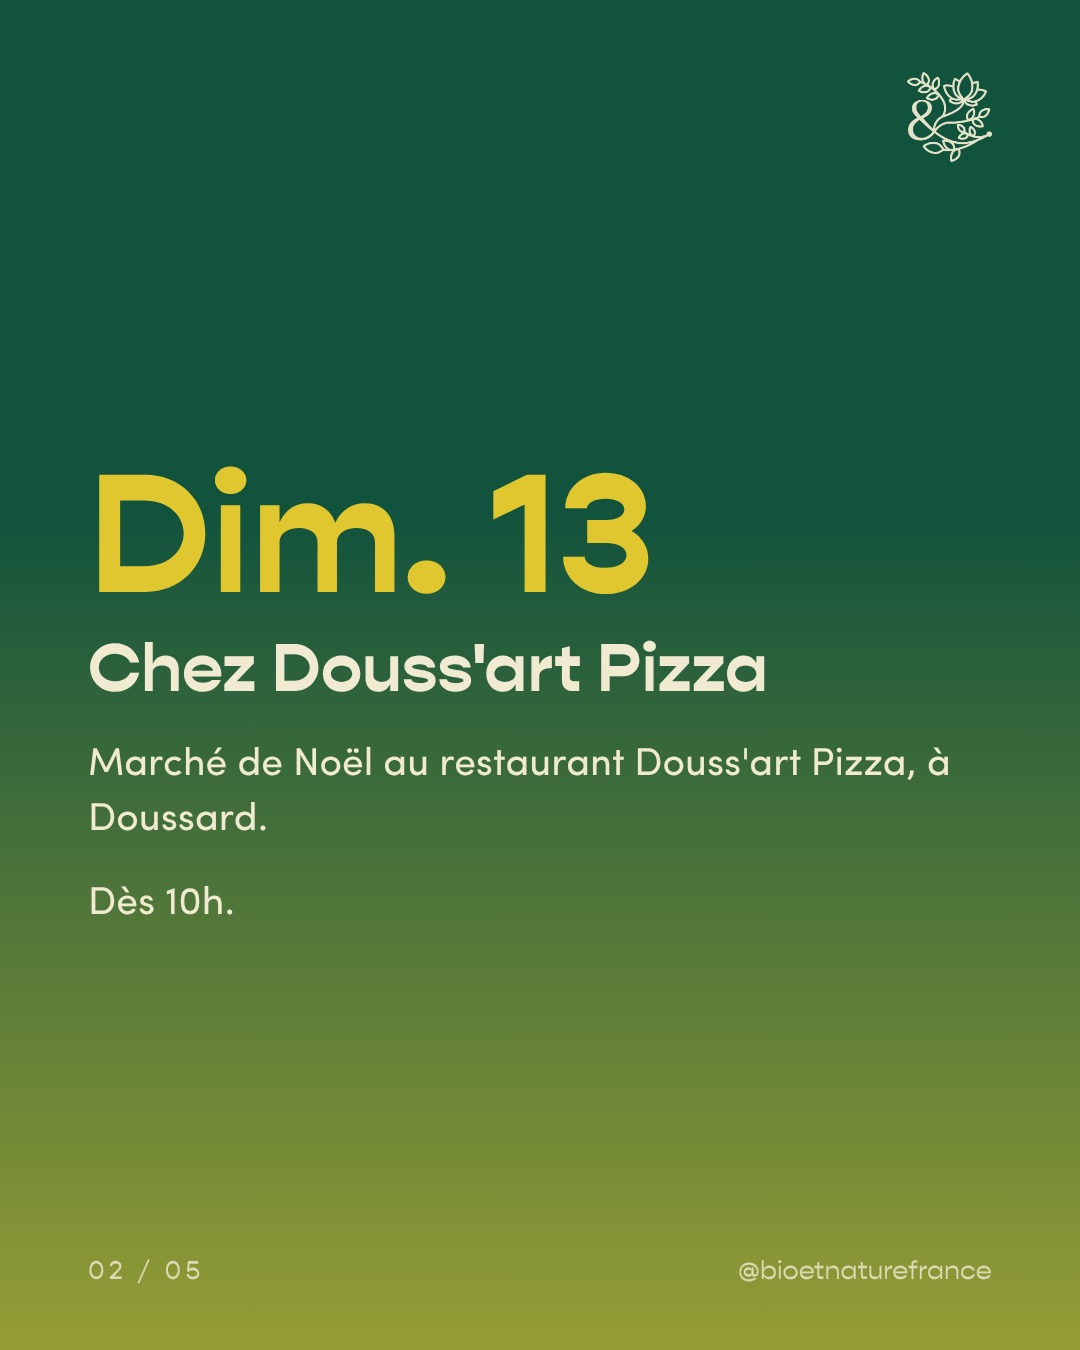 &
Dim. 13
Chez Douss'art Pizza
Marché de Noël au restaurant Douss'art Pizza, à
Doussard.
Dès 10h.
02 / 05
@bioetnaturefrance